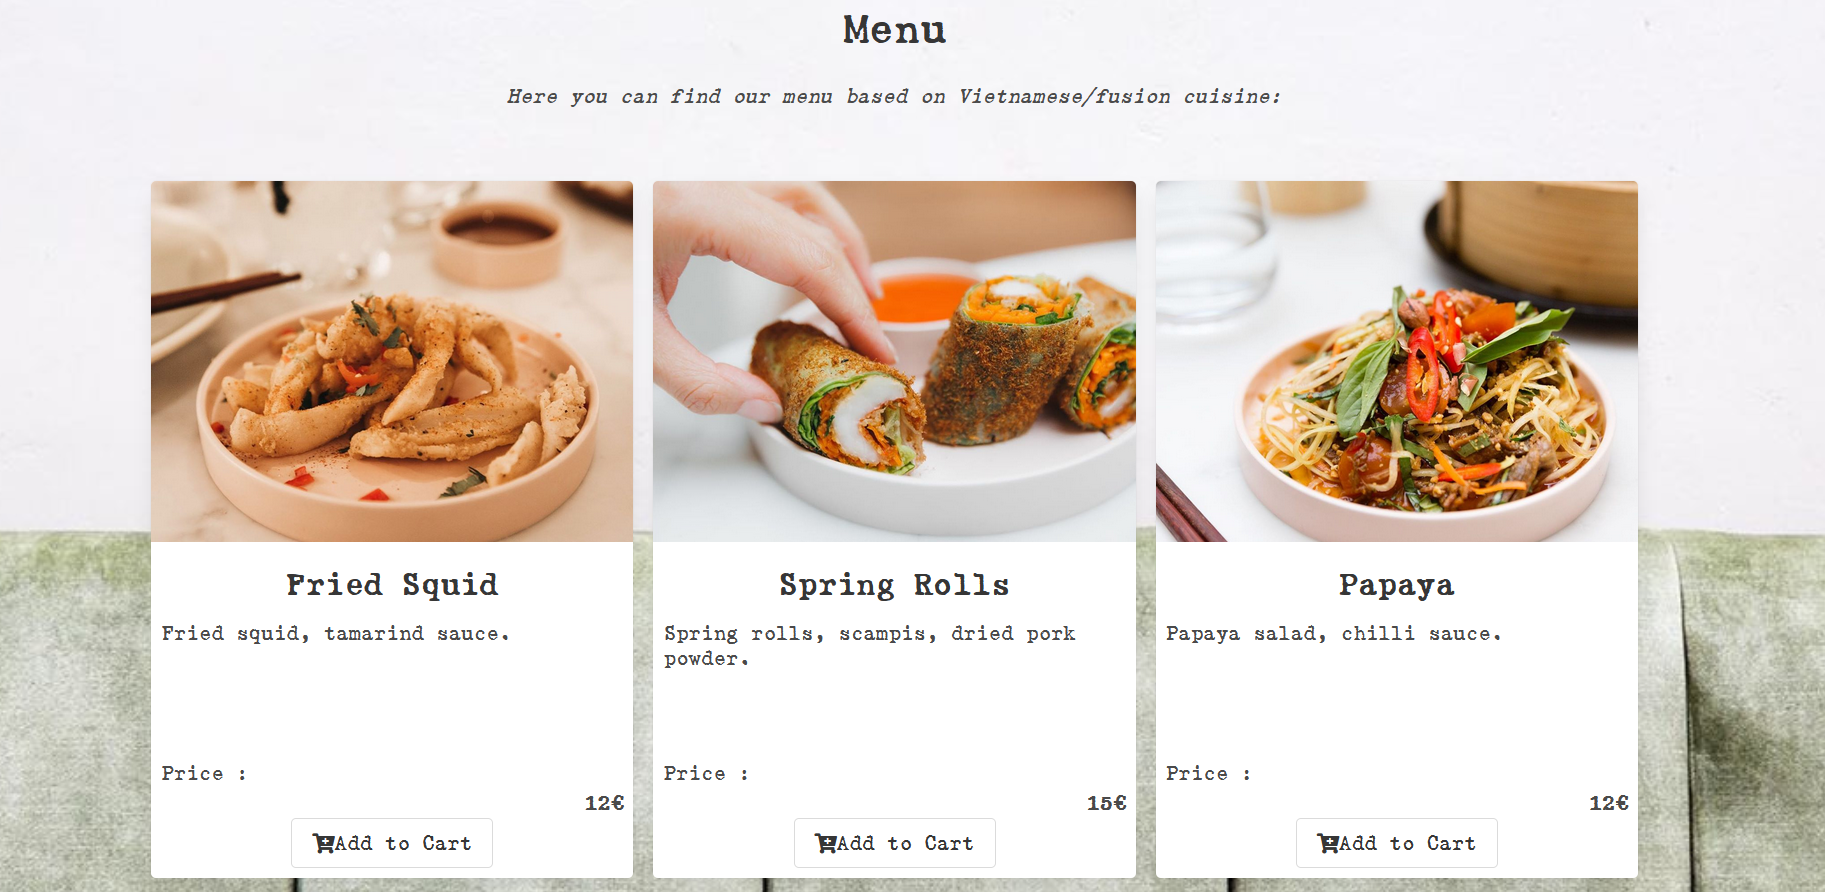 Menu
Here you can find our menu based on Vietnamese/fusion cuisine:
Fried Squid
Fried squid, tamarind sauce.
Price :
12€
Add to Cart
Spring Rolls
Spring rolls, scampis, dried pork
powder.
Price :
15€
Add to Cart
Papaya
Papaya salad, chilli sauce.
Price :
12€
Add to Cart